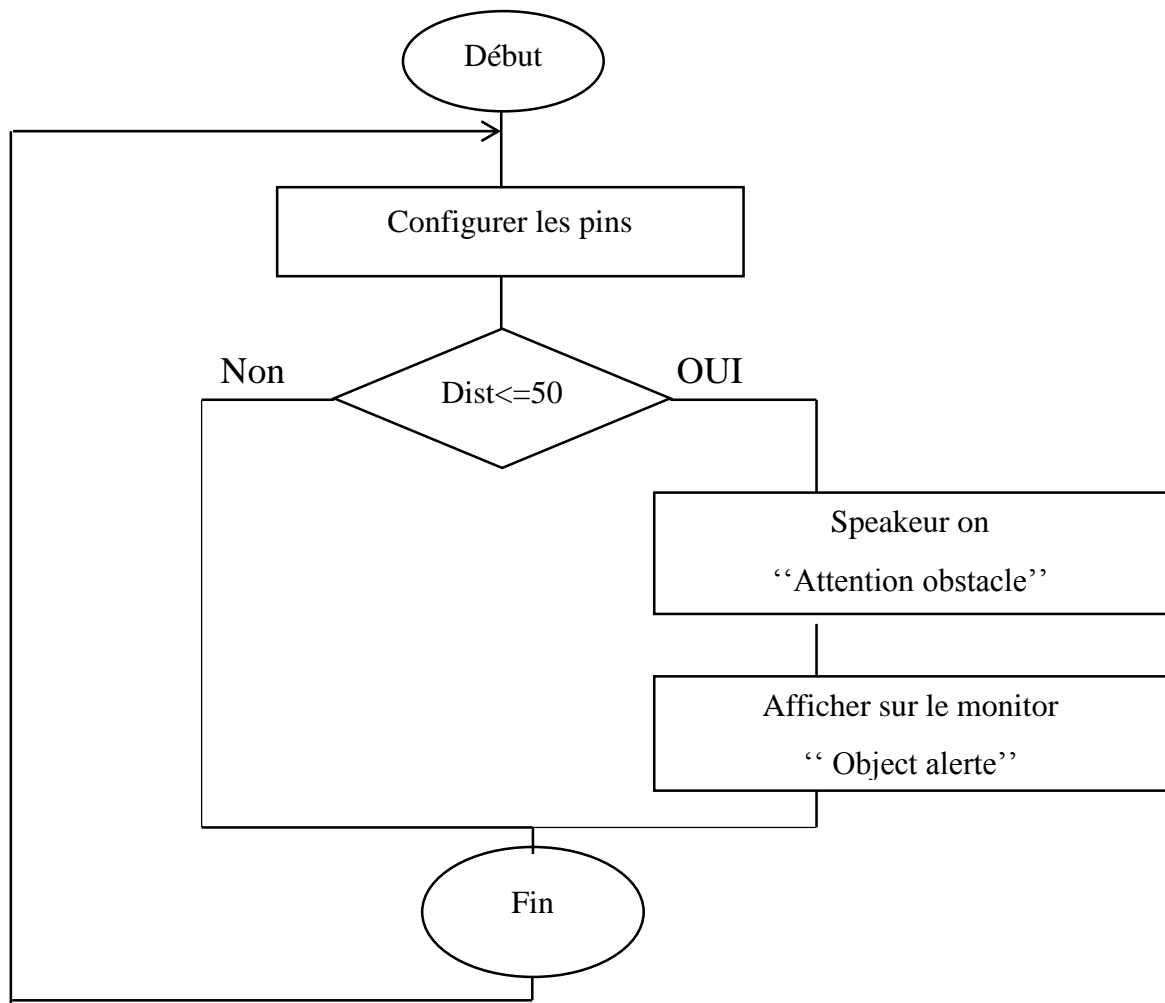 Début
Configurer les pins
Non
Dist<=50
OUI
Speakeur on
‘‘Attention obstacle’’
Afficher sur le monitor
‘‘ Object alerte’’
Fin